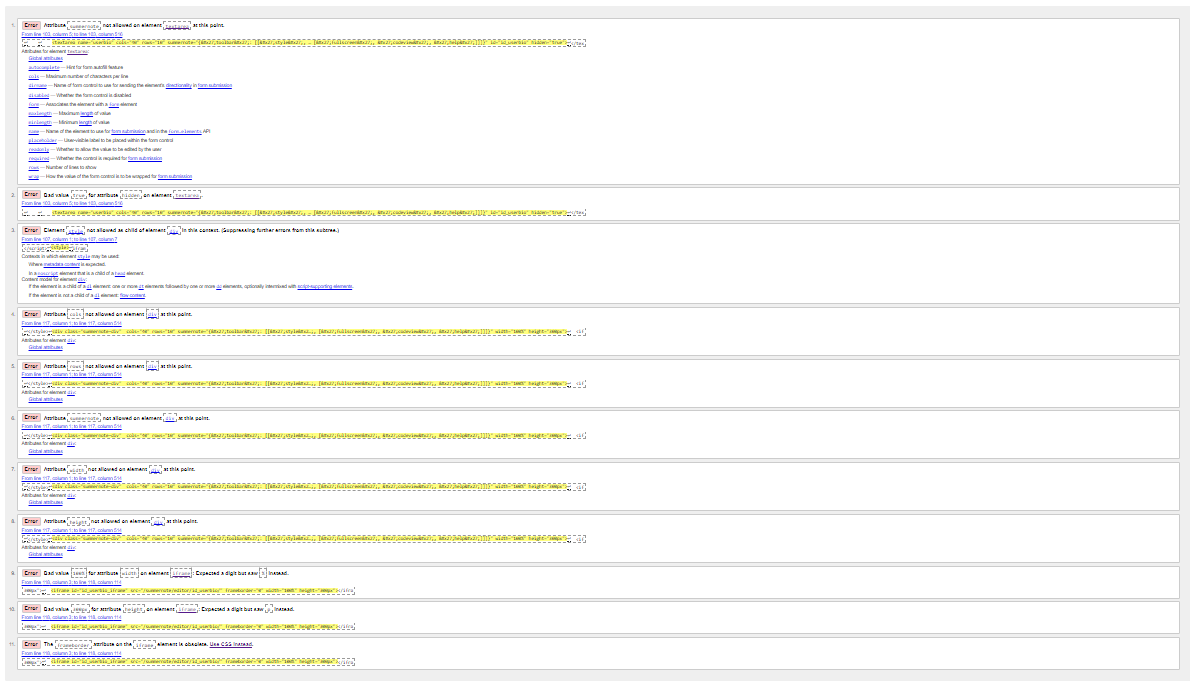 1. Error Attribute summernote not allowed on element textarea at this point.
From line 103, column 5; to line 103, column 516
<textarea name="userbio" cols="40" rows="10" summernote="{&#x27;toolbar&#x27;: [[&#x27;style&#x27;, … [&#x27;fullscreen&#x27;, &#x27;codeview&#x27;, &#x27;help&#x27;]]}" id="id_userbio" hidden="true">↩</tex
Attributes for element textarea:
Global attributes
autocomplete — Hint for form autofill feature
cols — Maximum number of characters per line
dirname — Name of form control to use for sending the element's directionality in form submission
disabled — Whether the form control is disabled
form — Associates the element with a form element
maxlength — Maximum length of value
minlength — Minimum length of value
name — Name of the element to use for form submission and in the form.elements API
placeholder — User-visible label to be placed within the form control
readonly — Whether to allow the value to be edited by the user
required — Whether the control is required for form submission
rows — Number of lines to show
wrap — How the value of the form control is to be wrapped for form submission
2. Error Bad value true for attribute hidden on element textarea.
From line 103, column 5; to line 103, column 516
<textarea name="userbio" cols="40" rows="10" summernote="{&#x27;toolbar&#x27;: [[&#x27;style&#x27;, … [&#x27;fullscreen&#x27;, &#x27;codeview&#x27;, &#x27;help&#x27;]]}" id="id_userbio" hidden="true">↩</tex
3. Error Element style not allowed as child of element div in this context. (Suppressing further errors from this subtree.)
From line 107, column 1; to line 107, column 7
</script>↩<style>↩
Contexts in which element style may be used:
Where metadata content is expected.
In a noscript element that is a child of a head element.
Content model for element div:
If the element is a child of a dl element: one or more dt elements followed by one or more dd elements, optionally intermixed with script-supporting elements.
If the element is not a child of a dl element: flow content.
4. Error Attribute cols not allowed on element div at this point.
From line 117, column 1; to line 117, column 514
↩</style>↩<div class="summernote-div" cols="40" rows="10" summernote="{&#x27;toolbar&#x27;: [[&#x27;style&#x27;, … [&#x27;fullscreen&#x27;, &#x27;codeview&#x27;, &#x27;help&#x27;]]}" width="100%" height="300px">↩ <if
Attributes for element div:
Global attributes
5. Error Attribute rows not allowed on element div at this point.
From line 117, column 1; to line 117, column 514
↩</style>↩<div class="summernote-div" cols="40" rows="10" summernote="{&#x27;toolbar&#x27;: [[&#x27;style&#x27;, … [&#x27;fullscreen&#x27;, &#x27;codeview&#x27;, &#x27;help&#x27;]]}" width="100%" height="300px">↩ <if
Attributes for element div:
Global attributes
6. Error Attribute summernote not allowed on element div at this point.
From line 117, column 1; to line 117, column 514
↩</style>↩<div class="summernote-div" cols="40" rows="10" summernote="{&#x27;toolbar&#x27;: [[&#x27;style&#x27;, … [&#x27;fullscreen&#x27;, &#x27;codeview&#x27;, &#x27;help&#x27;]]}" width="100%" height="300px">↩ <if
Attributes for element div:
Global attributes
7. Error Attribute width not allowed on element div at this point.
From line 117, column 1; to line 117, column 514
↩</style>↩<div class="summernote-div" cols="40" rows="10" summernote="{&#x27;toolbar&#x27;: [[&#x27;style&#x27;, … [&#x27;fullscreen&#x27;, &#x27;codeview&#x27;, &#x27;help&#x27;]]}" width="100%" height="300px">↩ <if
Attributes for element div:
Global attributes
8. Error Attribute height not allowed on element div at this point.
From line 117, column 1; to line 117, column 514
↩</style>↩<div class="summernote-div" cols="40" rows="10" summernote="{&#x27;toolbar&#x27;: [[&#x27;style&#x27;, … [&#x27;fullscreen&#x27;, &#x27;codeview&#x27;, &#x27;help&#x27;]]}" width="100%" height="300px">↩ <if
Attributes for element div:
Global attributes
9. Error Bad value 100% for attribute width on element iframe: Expected a digit but saw % instead.
From line 118, column 3; to line 118, column 114
300px">↩ <iframe id="id_userbio_iframe" src="/summernote/editor/id_userbio" frameborder="0" width="100%" height="300px"></ifra
10. Error Bad value 300px for attribute height on element iframe: Expected a digit but saw p instead.
From line 118, column 3; to line 118, column 114
300px">↩ <iframe id="id_userbio_iframe" src="/summernote/editor/id_userbio" frameborder="0" width="100%" height="300px"></ifra
11. Error The frameborder attribute on the iframe element is obsolete. Use CSS instead.
From line 118, column 3; to line 118, column 114
300px">↩ <iframe id="id_userbio_iframe" src="/summernote/editor/id_userbio" frameborder="0" width="100%" height="300px"></ifra